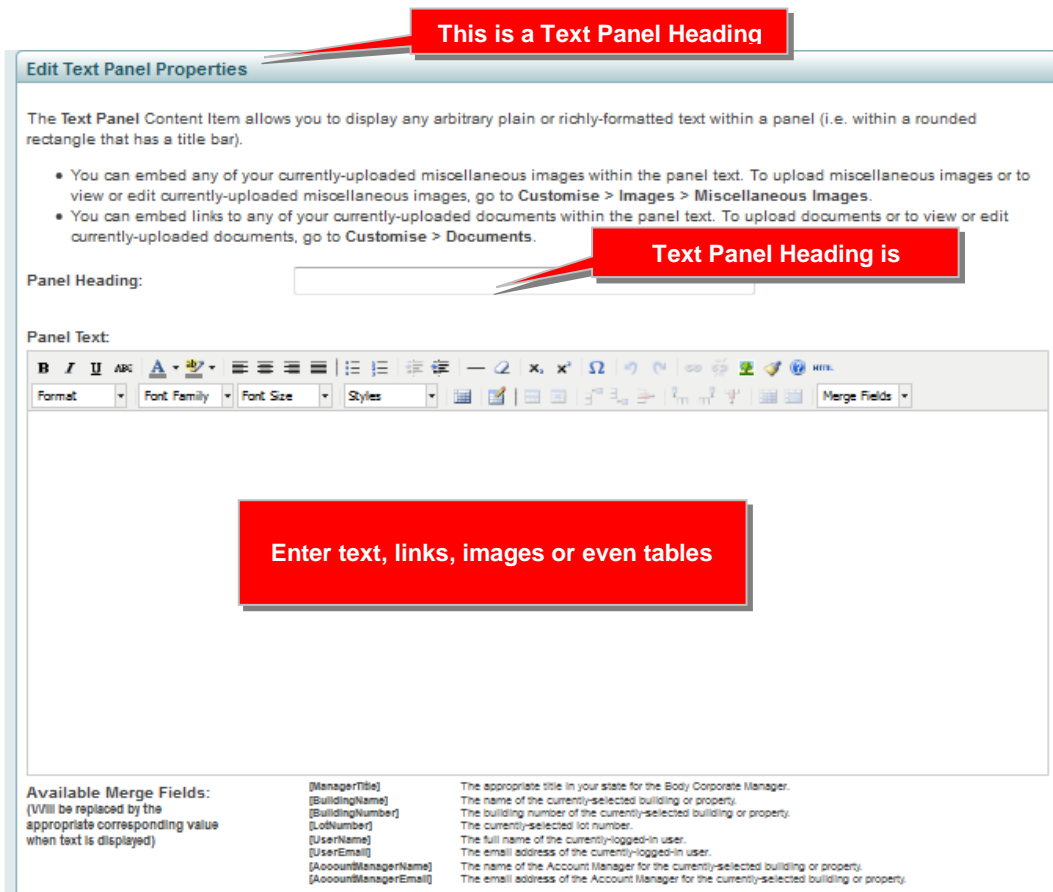 This is a Text Panel Heading
Edit Text Panel Properties
The Text Panel Content Item allows you to display any arbitrary plain or richly-formatted text within a panel (i.e. within a rounded
rectangle that has a title bar).
• You can embed any of your currently-uploaded miscellaneous images within the panel text. To upload miscellaneous images or to
view or edit currently-uploaded miscellaneous images, go to Customise > Images > Miscellaneous Images.
• You can embed links to any of your currently-uploaded documents within the panel text. To upload documents or to view or edit
currently-uploaded documents, go to Customise > Documents.
Text Panel Heading is
Panel Heading:
Panel Text:
B I U ABC A ab x, x² Ω HTML
Format Font Family Font Size Styles Merge Fields
Enter text, links, images or even tables
Available Merge Fields:
(Will be replaced by the
appropriate corresponding value
when text is displayed)
[ManagerTitle] The appropriate title in your state for the Body Corporate Manager.
[BuildingName] The name of the currently-selected building or property.
[BuildingNumber] The building number of the currently-selected building or property.
[LotNumber] The currently-selected lot number.
[UserName] The full name of the currently-logged-in user.
[UserEmail] The email address of the currently-logged-in user.
[AccountManagerName] The name of the Account Manager for the currently-selected building or property.
[AccountManagerEmail] The email address of the Account Manager for the currently-selected building or property.